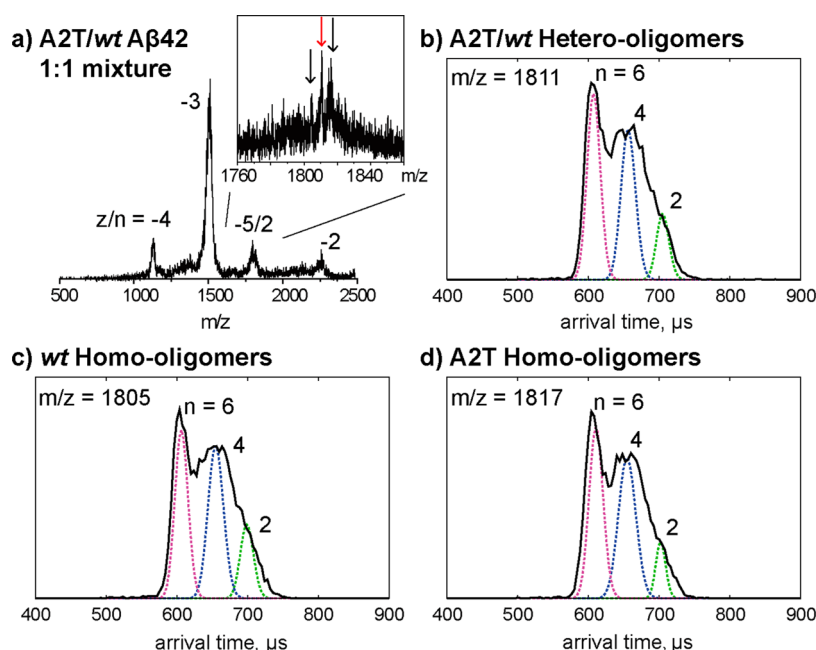 a) A2T/wt Aβ42
1:1 mixture
-3
z/n = -4
-5/2
-2
500 1000 1500 2000 2500
m/z
1760 1800 1840 m/z
b) A2T/wt Hetero-oligomers
m/z = 1811
n = 6
4
2
400 500 600 700 800 900
arrival time, µs
c) wt Homo-oligomers
m/z = 1805
n = 6
4
2
400 500 600 700 800 900
arrival time, µs
d) A2T Homo-oligomers
m/z = 1817
n = 6
4
2
400 500 600 700 800 900
arrival time, µs